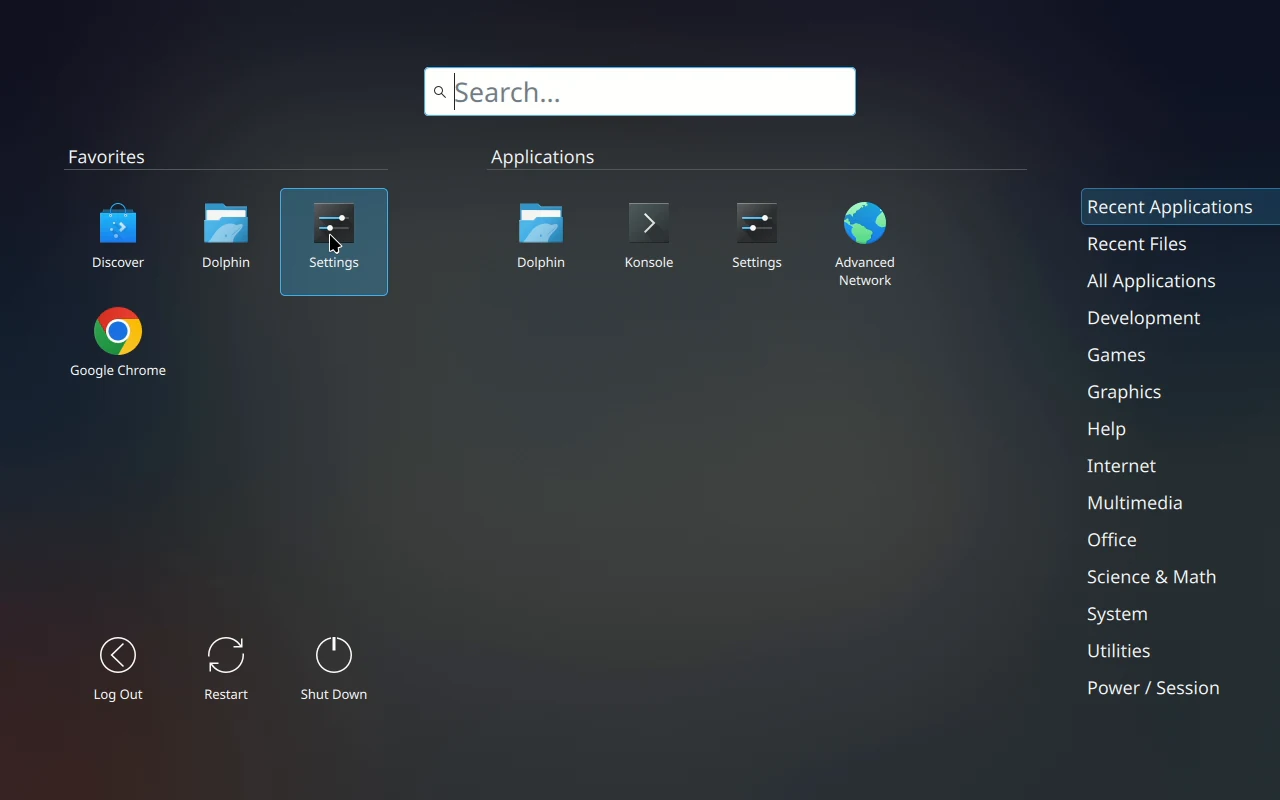 Search...
Favorites
Applications
Discover
Dolphin
Settings
Google Chrome
Dolphin
Konsole
Settings
Advanced
Network
Recent Applications
Recent Files
All Applications
Development
Games
Graphics
Help
Internet
Multimedia
Office
Science & Math
System
Utilities
Power / Session
Log Out
Restart
Shut Down